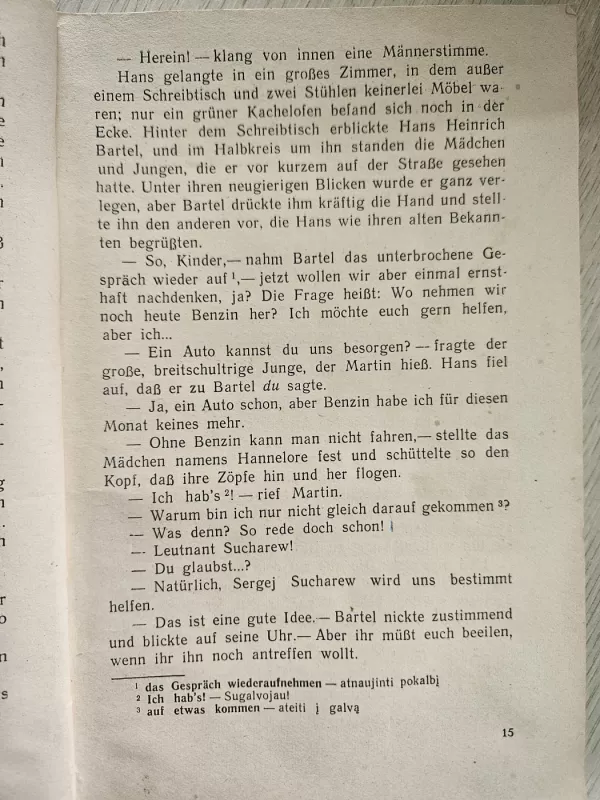 — Herein! — klang von innen eine Männerstimme.
Hans gelangte in ein großes Zimmer, in dem außer
einem Schreibtisch und zwei Stühlen keinerlei Möbel wa-
ren; nur ein grüner Kachelofen befand sich noch in der
Ecke. Hinter dem Schreibtisch erblickte Hans Heinrich
Bartel, und im Halbkreis um ihn standen die Mädchen
und Jungen, die er vor kurzem auf der Straße gesehen
hatte. Unter ihren neugierigen Blicken wurde er ganz ver-
legen, aber Bartel drückte ihm kräftig die Hand und stell-
te ihn den anderen vor, die Hans wie ihren alten Bekann-
ten begrüßten.
— So, Kinder,— nahm Bartel das unterbrochene Ge-
spräch wieder auf ¹,— jetzt wollen wir aber einmal ernst-
haft nachdenken, ja? Die Frage heißt: Wo nehmen wir
noch heute Benzin her? Ich möchte euch gern helfen,
aber ich...
— Ein Auto kannst du uns besorgen? — fragte der
große, breitschultrige Junge, der Martin hieß. Hans fiel
auf, daß er zu Bartel du sagte.
— Ja, ein Auto schon, aber Benzin habe ich für diesen
Monat keines mehr.
— Ohne Benzin kann man nicht fahren,— stellte das
Mädchen namens Hannelore fest und schüttelte so den
Kopf, daß ihre Zöpfe hin und her flogen.
— Ich hab's ²! — rief Martin.
— Warum bin ich nur nicht gleich darauf gekommen ³?
— Was denn? So rede doch schon!
— Leutnant Sucharew!
— Du glaubst...?
— Natürlich, Sergej Sucharew wird uns bestimmt
helfen.
— Das ist eine gute Idee.— Bartel nickte zustimmend
und blickte auf seine Uhr.— Aber ihr müßt euch beeilen,
wenn ihr ihn noch antreffen wollt.
¹ das Gespräch wiederaufnehmen — atnaujinti pokalbį
² Ich hab's! — Sugalvojau!
³ auf etwas kommen — ateiti į galvą
15